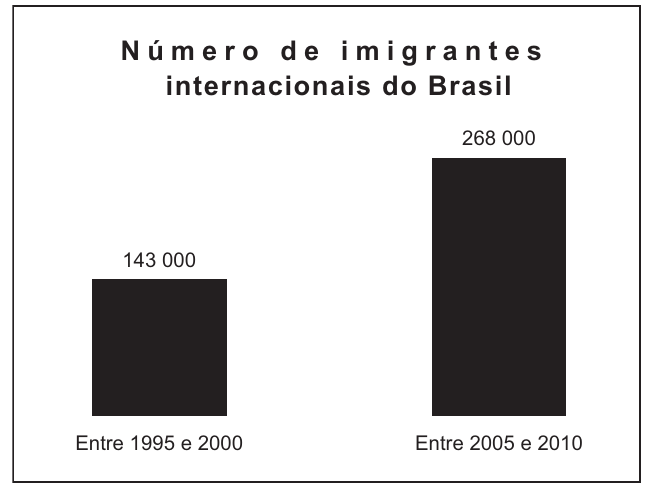 Número de imigrantes
internacionais do Brasil
268 000
143 000
Entre 1995 e 2000
Entre 2005 e 2010